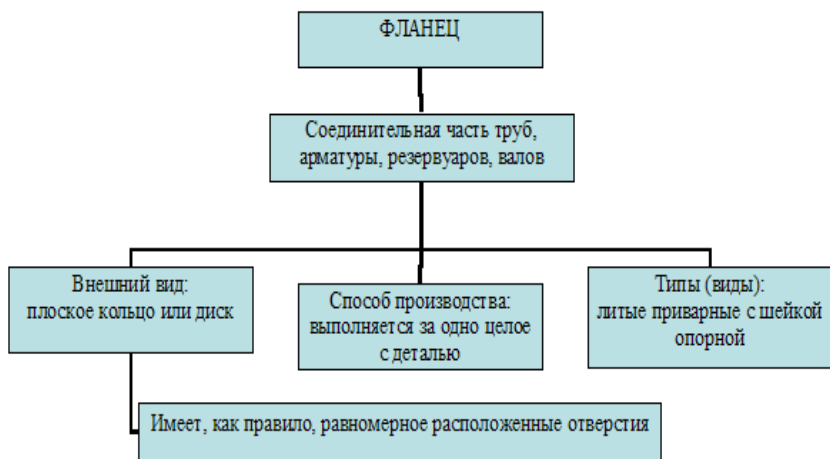 ФЛАНЕЦ
Соединительная часть труб,
арматуры, резервуаров, валов
Внешний вид:
плоское кольцо или диск
Способ производства:
выполняется за одно целое
с деталью
Типы (виды):
литые приварные с шейкой
опорной
Имеет, как правило, равномерное расположенные отверстия